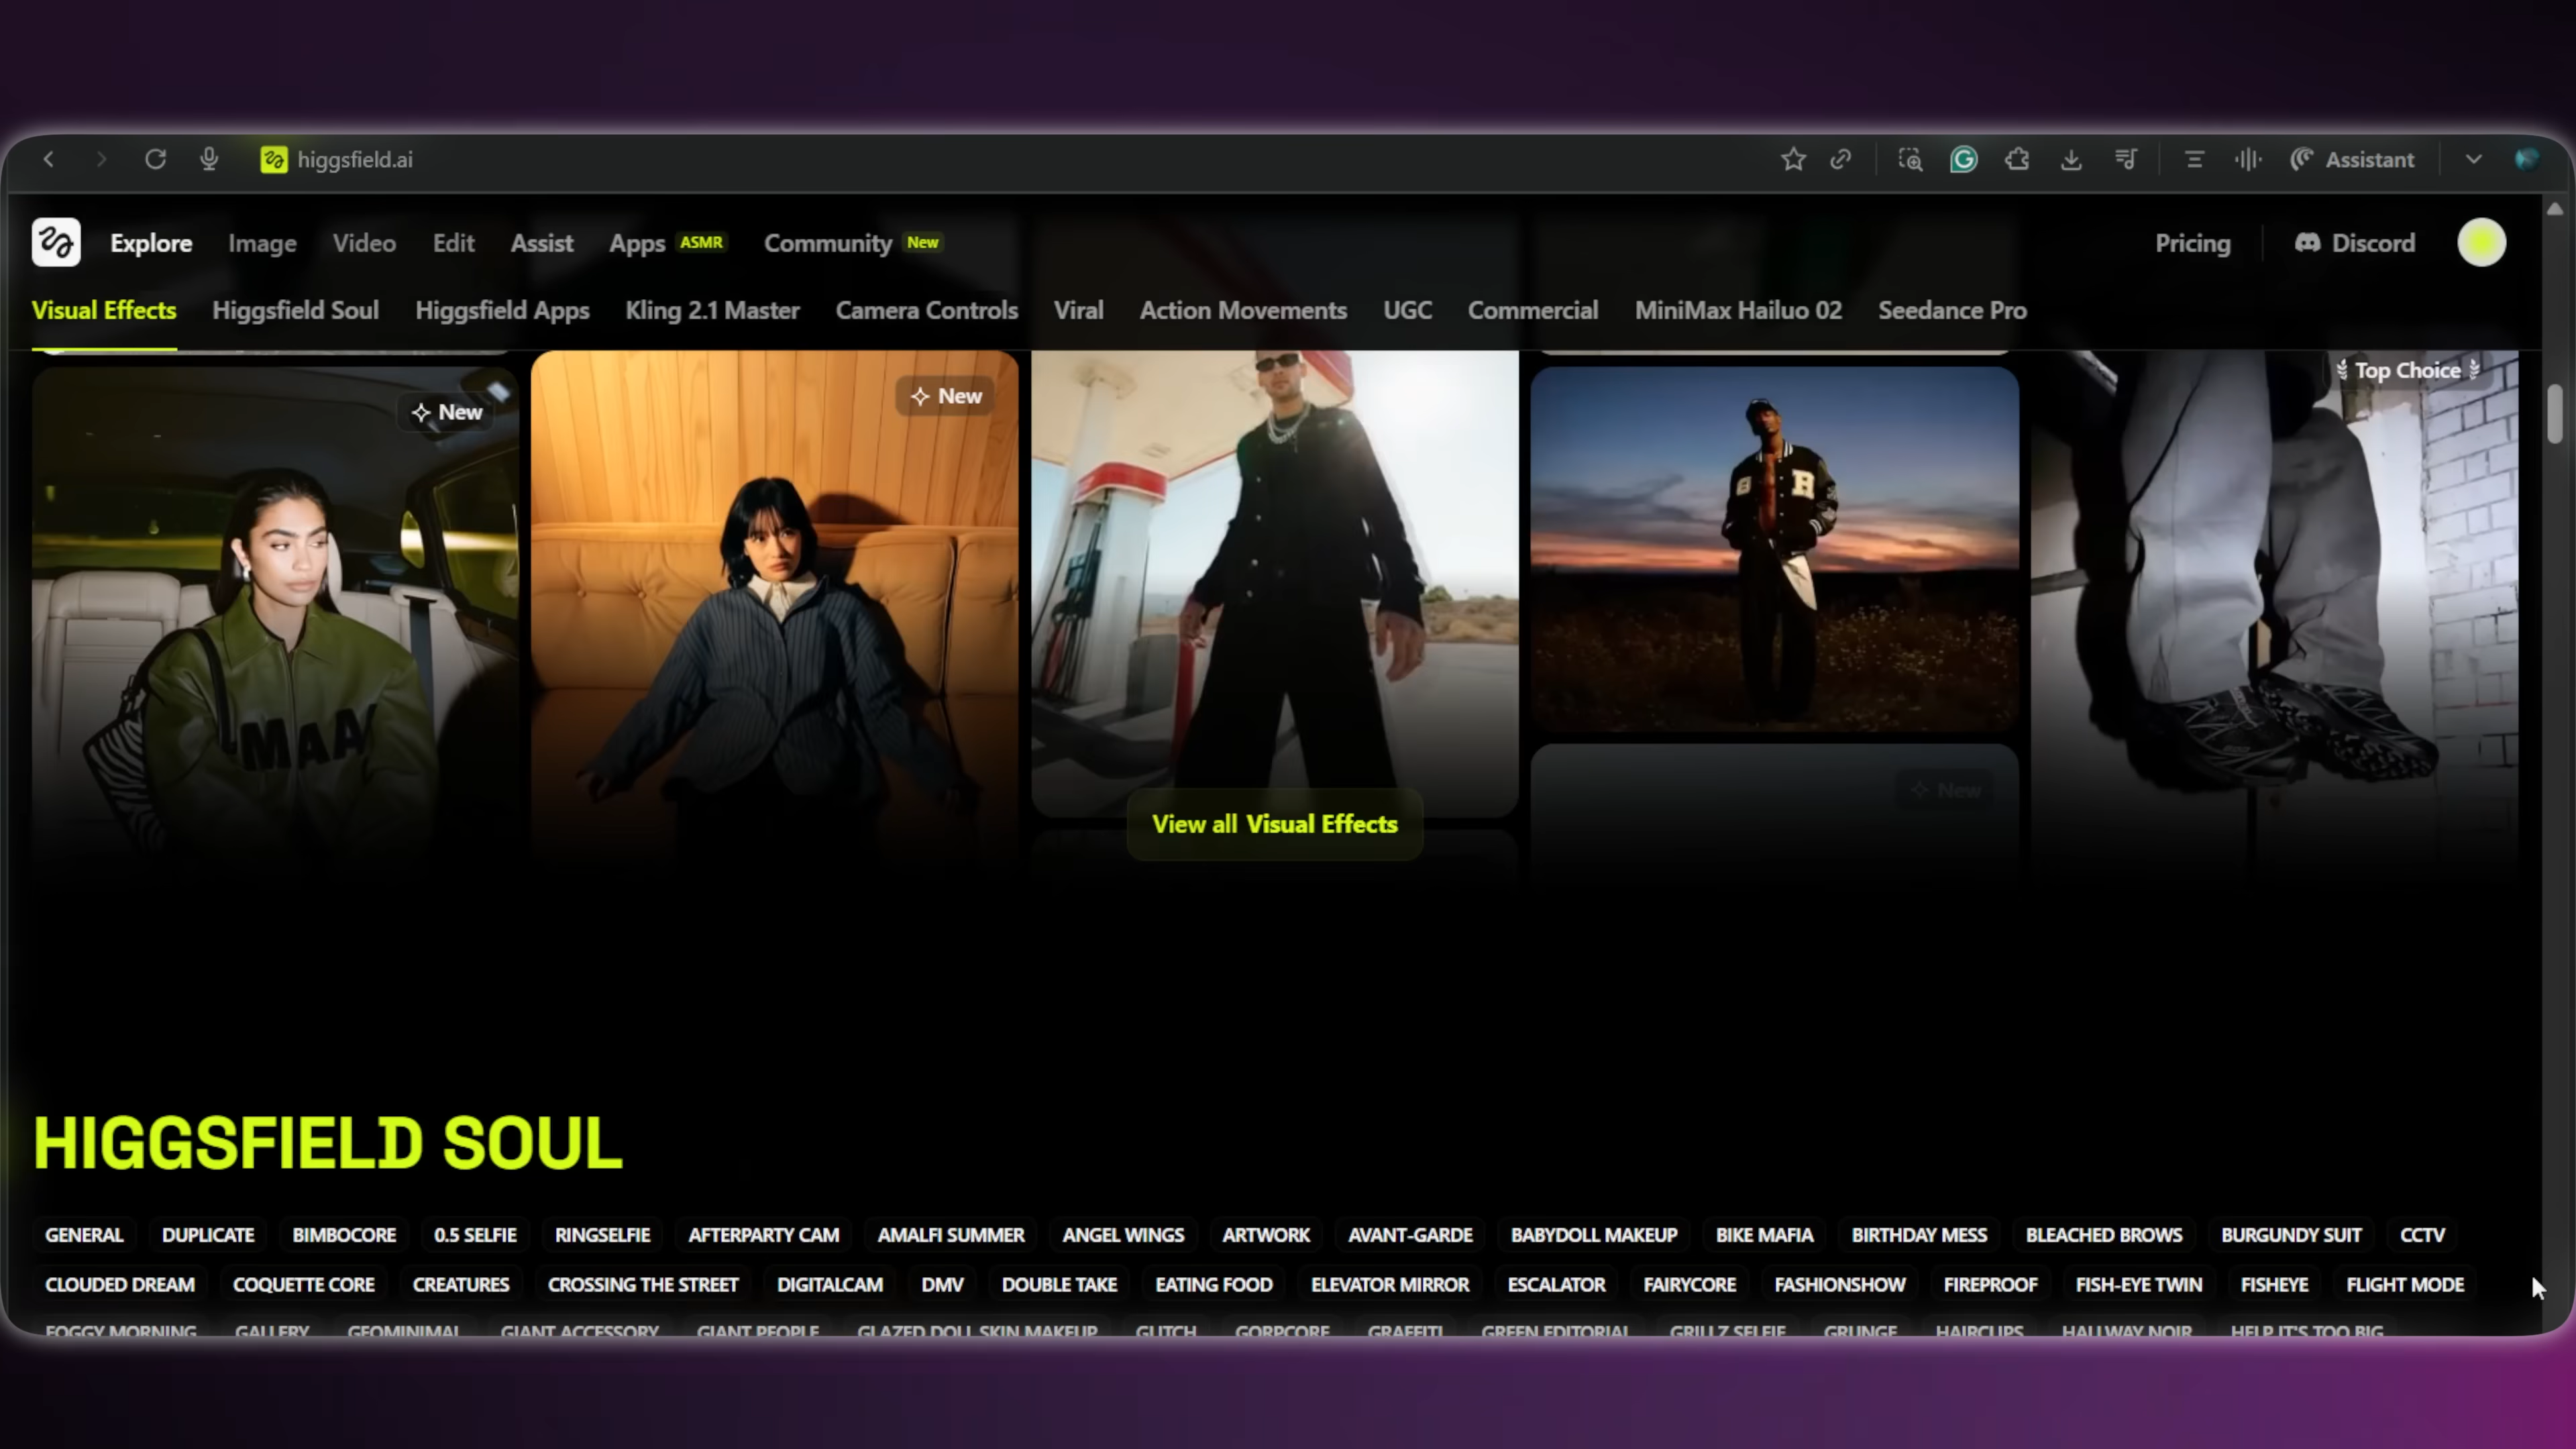 higgsfield.ai
Assistant
Explore Image Video Edit Assist Apps ASMR Community New Pricing Discord
Visual Effects Higgsfield Soul Higgsfield Apps Kling 2.1 Master Camera Controls Viral Action Movements UGC Commercial MiniMax Hailuo 02 Seedance Pro
New
New
Top Choice
MAA
H
New
View all Visual Effects
HIGGSFIELD SOUL
GENERAL DUPLICATE BIMBOCORE 0.5 SELFIE RINGSELFIE AFTERPARTY CAM AMALFI SUMMER ANGEL WINGS ARTWORK AVANT-GARDE BABYDOLL MAKEUP BIKE MAFIA BIRTHDAY MESS BLEACHED BROWS BURGUNDY SUIT CCTV
CLOUDED DREAM COQUETTE CORE CREATURES CROSSING THE STREET DIGITALCAM DMV DOUBLE TAKE EATING FOOD ELEVATOR MIRROR ESCALATOR FAIRYCORE FASHIONSHOW FIREPROOF FISH-EYE TWIN FISHEYE FLIGHT MODE
FOGGY MORNING GALLERY GEOMINIMAL GIANT ACCESSORY GIANT PEOPLE GLAZED DOLL SKIN MAKEUP GLITCH GORPCORE GRAFFITI GREEN EDITORIAL GRILLZ SELFIE GRUNGE HAIRCLIPS HALLWAY NOIR HELP IT'S TOO BIG